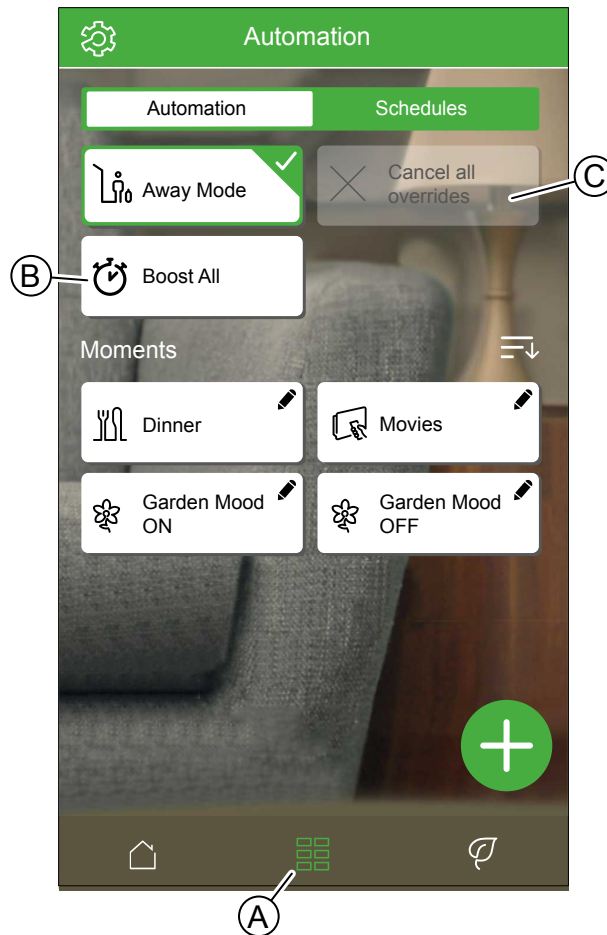 Automation
Automation
Schedules
Away Mode
Cancel all
overrides
C
B
Boost All
Moments
Dinner
Movies
Garden Mood
ON
Garden Mood
OFF
A